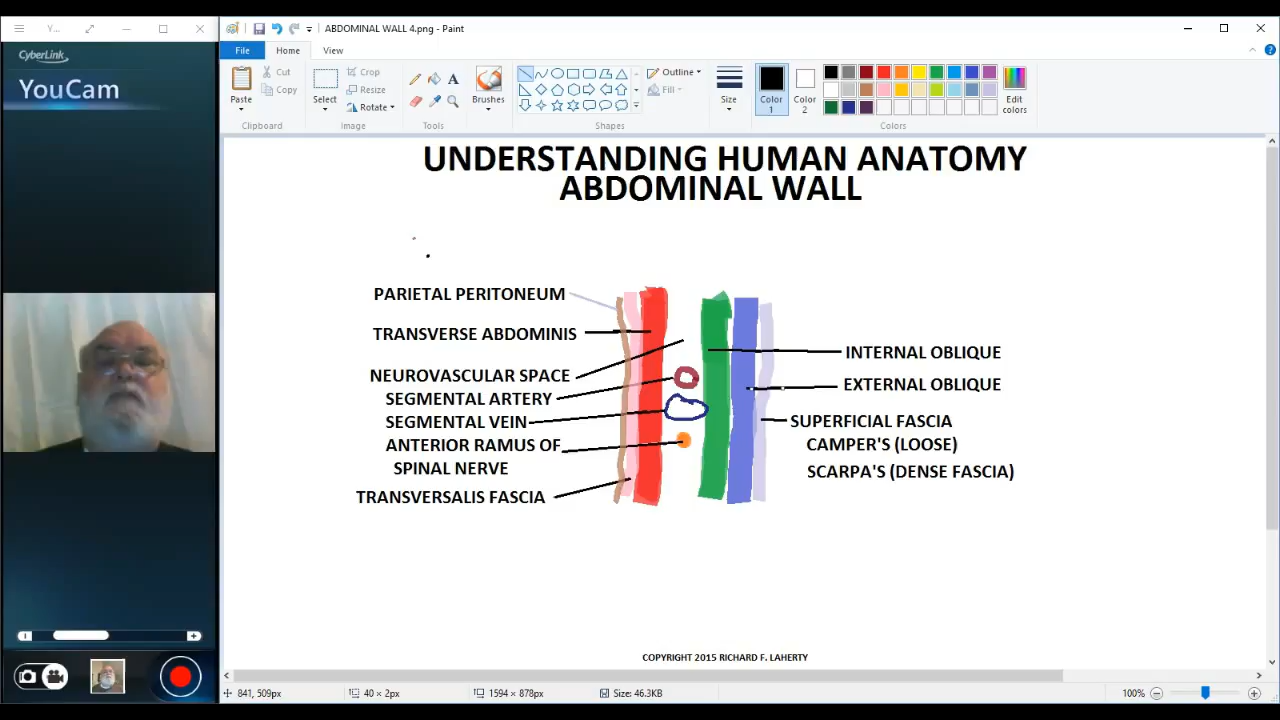 CyberLink
YouCam
Y...
ABDOMINAL WALL 4.png - Paint
File Home View
Paste
Cut
Copy
Clipboard
Select
Crop
Resize
Rotate
Image
Tools
Brushes
Shapes
Outline
Fill
Size
Color 1
Color 2
Edit colors
Colors
UNDERSTANDING HUMAN ANATOMY
ABDOMINAL WALL
PARIETAL PERITONEUM
TRANSVERSE ABDOMINIS
NEUROVASCULAR SPACE
SEGMENTAL ARTERY
SEGMENTAL VEIN
ANTERIOR RAMUS OF
SPINAL NERVE
TRANSVERSALIS FASCIA
INTERNAL OBLIQUE
EXTERNAL OBLIQUE
SUPERFICIAL FASCIA
CAMPER'S (LOOSE)
SCARPA'S (DENSE FASCIA)
COPYRIGHT 2015 RICHARD F. LAHERTY
841, 509px 40 × 2px 1594 × 878px Size: 46.3KB 100%